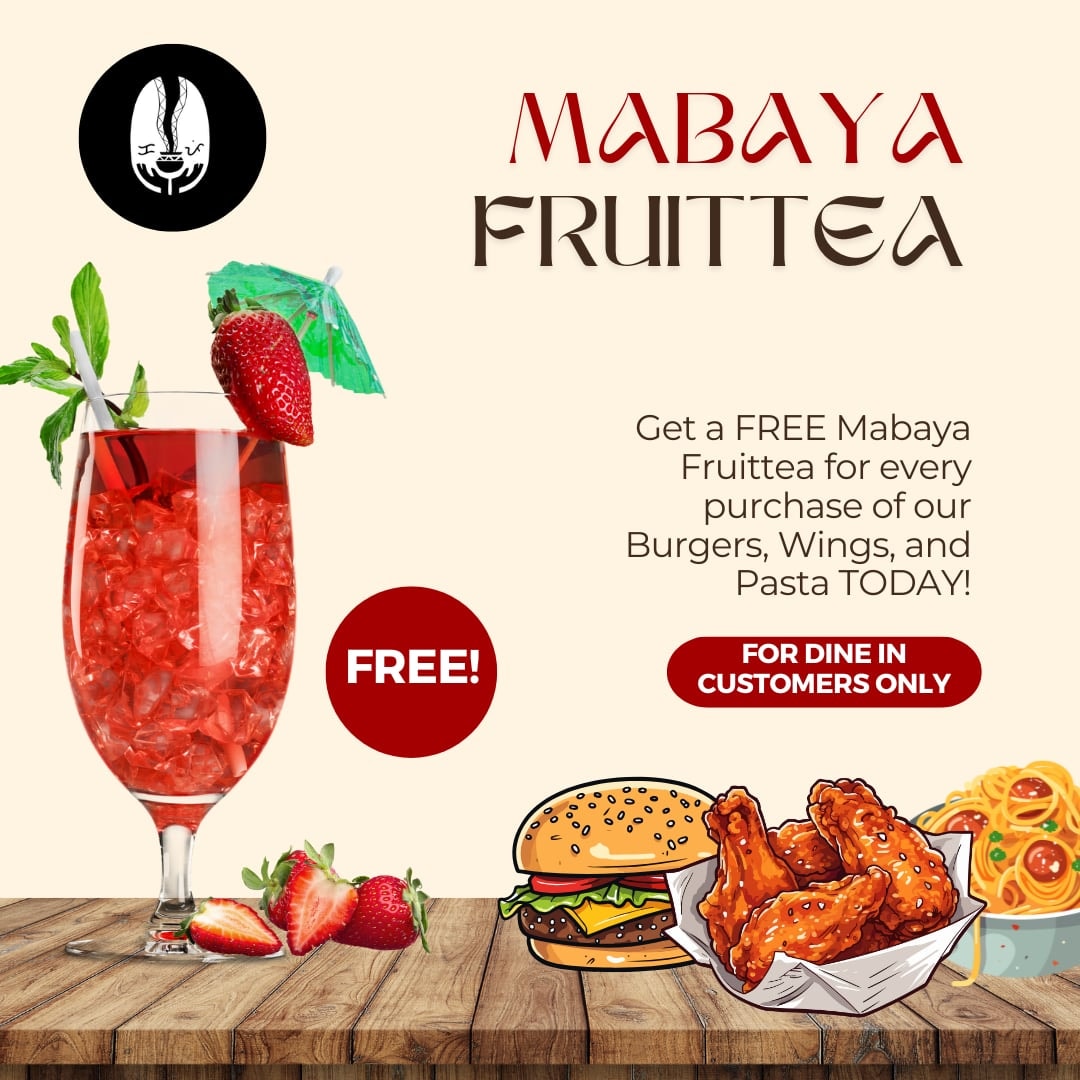 MABAYA
FRUITTEA
Get a FREE Mabaya
Fruittea for every
purchase of our
Burgers, Wings, and
Pasta TODAY!
FREE!
FOR DINE IN
CUSTOMERS ONLY